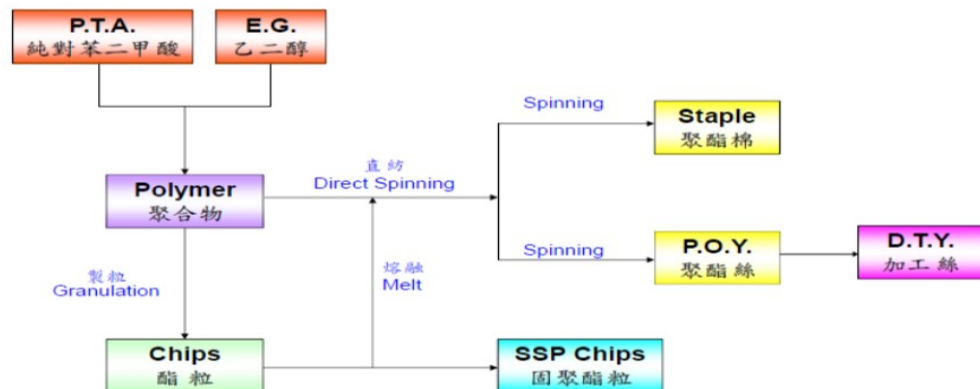 P.T.A.
純對苯二甲酸
E.G.
乙二醇
Spinning
Staple
聚酯棉
直紡
Direct Spinning
Polymer
聚合物
Spinning
P.O.Y.
聚酯絲
D.T.Y.
加工絲
製粒
Granulation
熔融
Melt
Chips
酯粒
SSP Chips
固聚酯粒